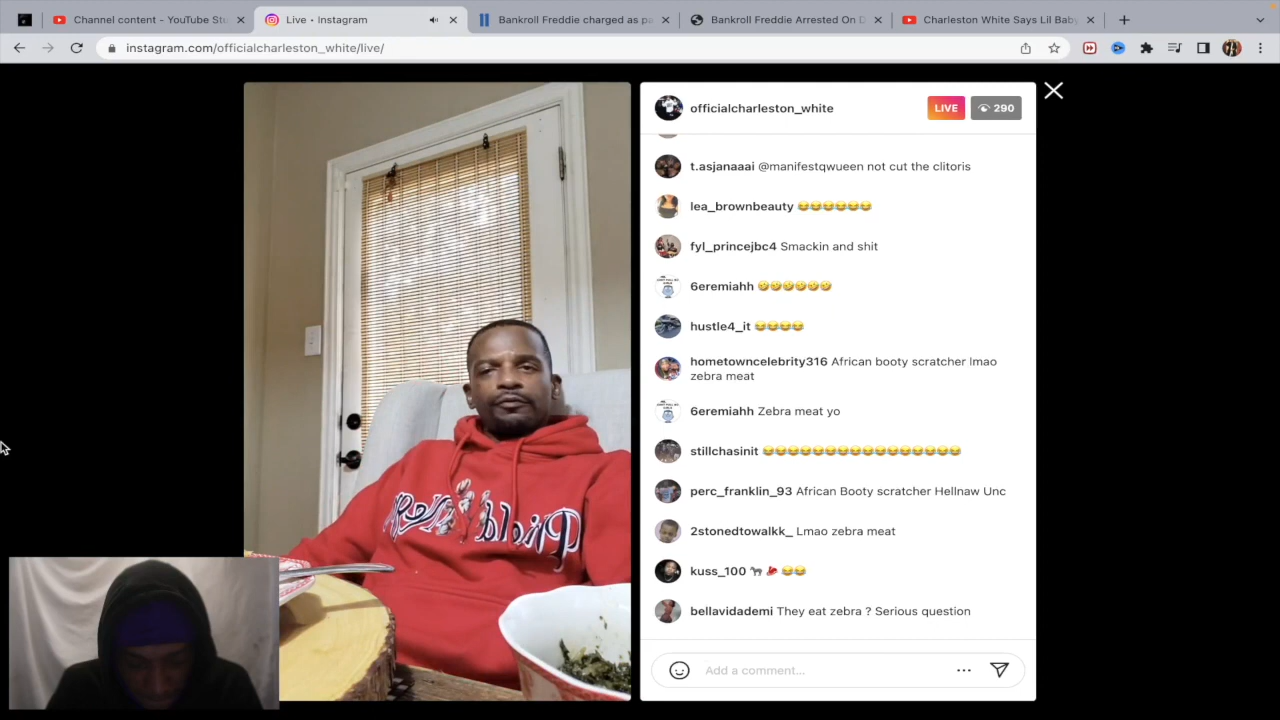 Channel content - YouTube Stu
Live • Instagram
Bankroll Freddie charged as pa
Bankroll Freddie Arrested On D
Charleston White Says Lil Baby
instagram.com/officialcharleston_white/live/
officialcharleston_white
LIVE
290
t.asjanaaai @manifestqwueen not cut the clitoris
lea_brownbeauty 😂😂😂😂😂😂
fyl_princejbc4 Smackin and shit
6eremiahh 🤣🤣🤣🤣🤣🤣
hustle4_it 😂😂😂😂
hometowncelebrity316 African booty scratcher lmao
zebra meat
6eremiahh Zebra meat yo
stillchasinit 😂😂😂😂😂😂😂😂😂😂😂😂😂😂😂😂
perc_franklin_93 African Booty scratcher Hellnaw Unc
2stonedtowalkk_ Lmao zebra meat
kuss_100 🦓 🥩 😂😂
bellavidademi They eat zebra ? Serious question
Add a comment...